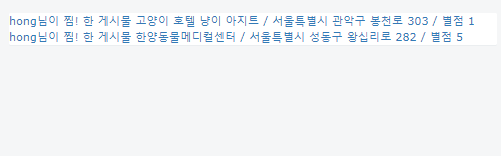 hong님이 찜! 한 게시물 고양이 호텔 냥이 아지트 / 서울특별시 관악구 봉천로 303 / 별점 1
hong님이 찜! 한 게시물 한양동물메디컬센터 / 서울특별시 성동구 왕십리로 282 / 별점 5